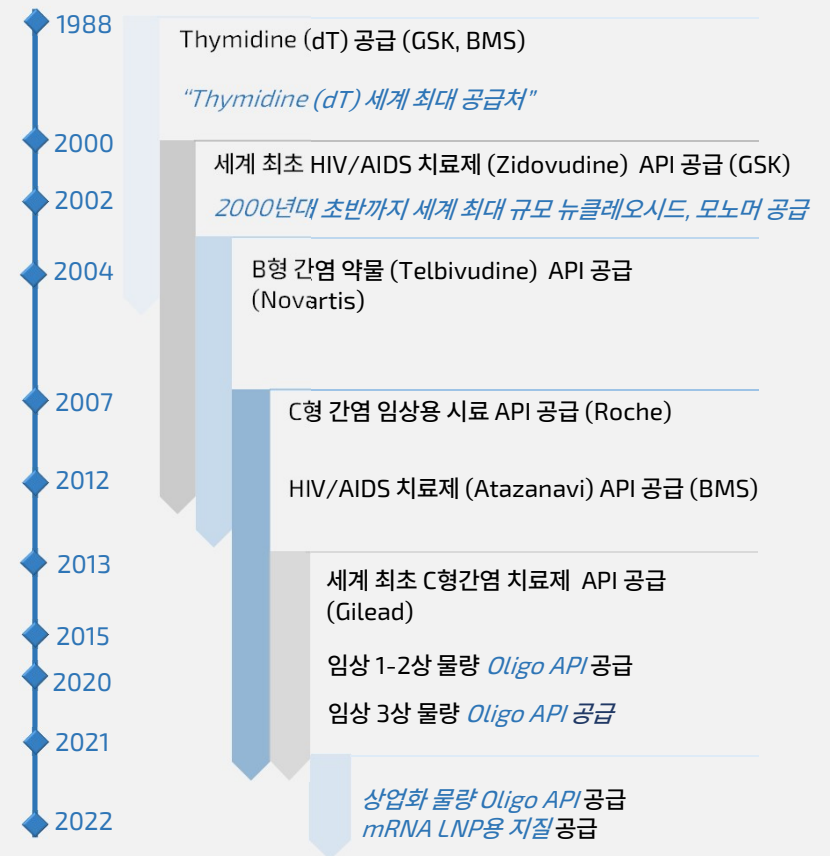 1988
Thymidine (dT) 공급 (GSK, BMS)
“Thymidine (dT) 세계 최대 공급처”
2000
세계 최초 HIV/AIDS 치료제 (Zidovudine) API 공급 (GSK)
2002
2000년대 초반까지 세계 최대 규모 뉴클레오시드, 모노머 공급
2004
B형 간염 약물 (Telbivudine) API 공급
(Novartis)
2007
C형 간염 임상용 시료 API 공급 (Roche)
2012
HIV/AIDS 치료제 (Atazanavi) API 공급 (BMS)
2013
세계 최초 C형간염 치료제 API 공급
(Gilead)
2015
임상 1-2상 물량 Oligo API 공급
2020
임상 3상 물량 Oligo API 공급
2021
상업화 물량 Oligo API 공급
2022
mRNA LNP용 지질 공급